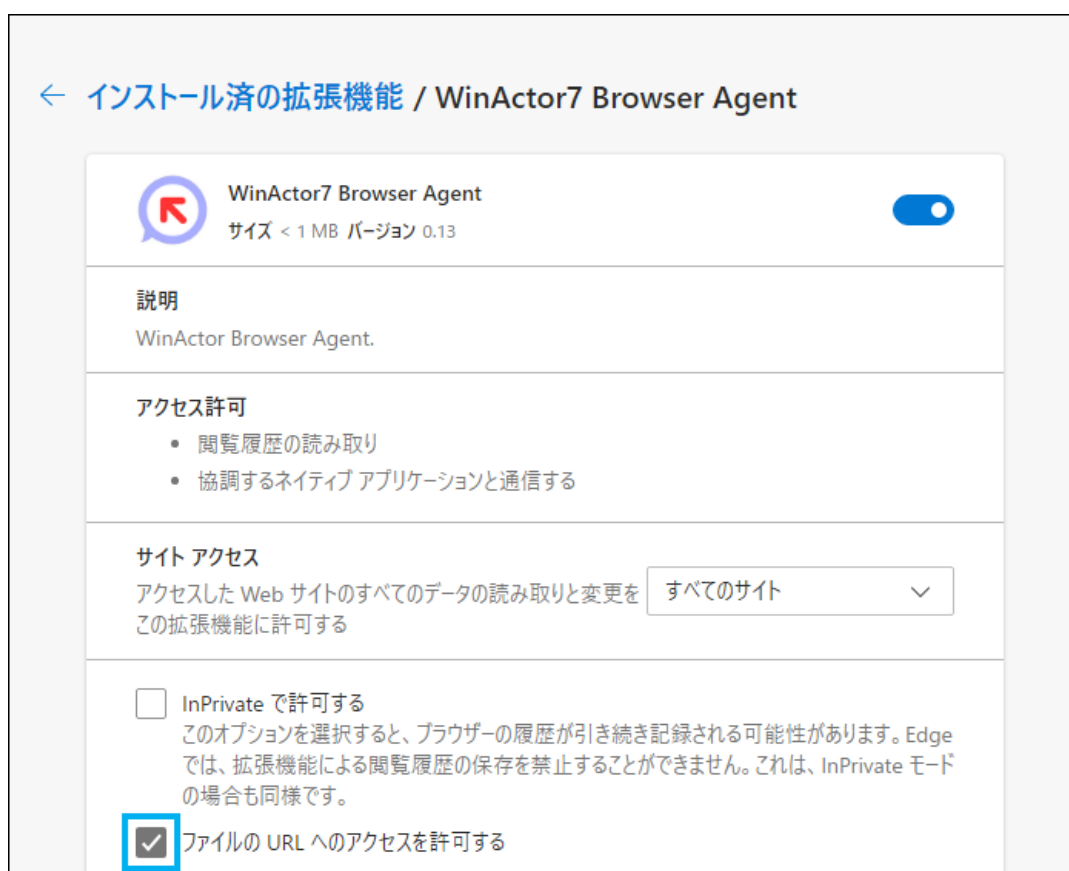 ← インストール済の拡張機能 / WinActor7 Browser Agent
WinActor7 Browser Agent
サイズ < 1 MB バージョン 0.13
説明
WinActor Browser Agent.
アクセス許可
• 閲覧履歴の読み取り
• 協調するネイティブ アプリケーションと通信する
サイト アクセス
アクセスした Web サイトのすべてのデータの読み取りと変更を
この拡張機能に許可する
すべてのサイト
InPrivate で許可する
このオプションを選択すると、ブラウザーの履歴が引き続き記録される可能性があります。Edge
では、拡張機能による閲覧履歴の保存を禁止することができません。これは、InPrivate モード
の場合も同様です。
ファイルの URL へのアクセスを許可する